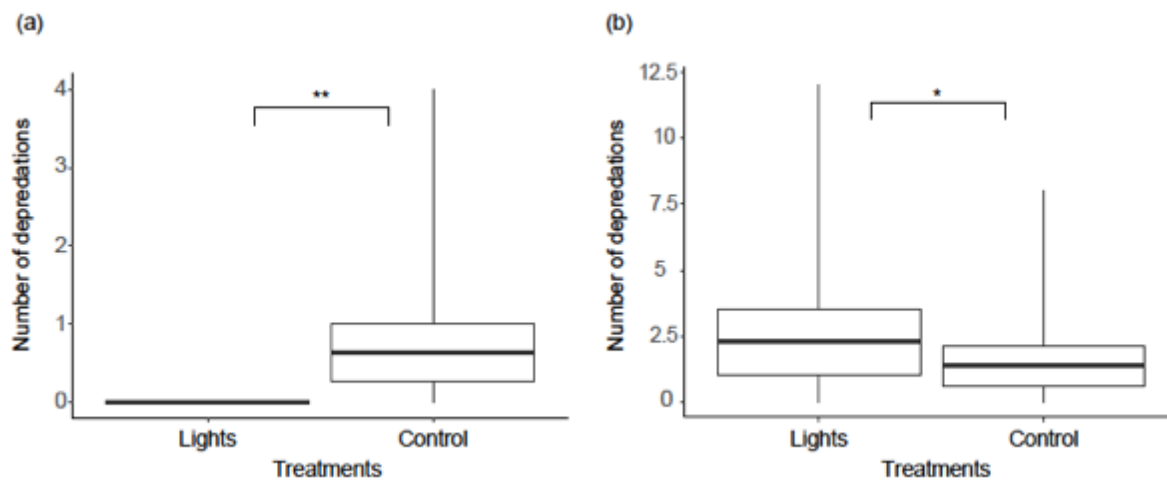 (a)
Number of depredations
4
3
2
1
0
**
Lights Control
Treatments
(b)
Number of depredations
12.5
10
7.5
5
2.5
0
*
Lights Control
Treatments